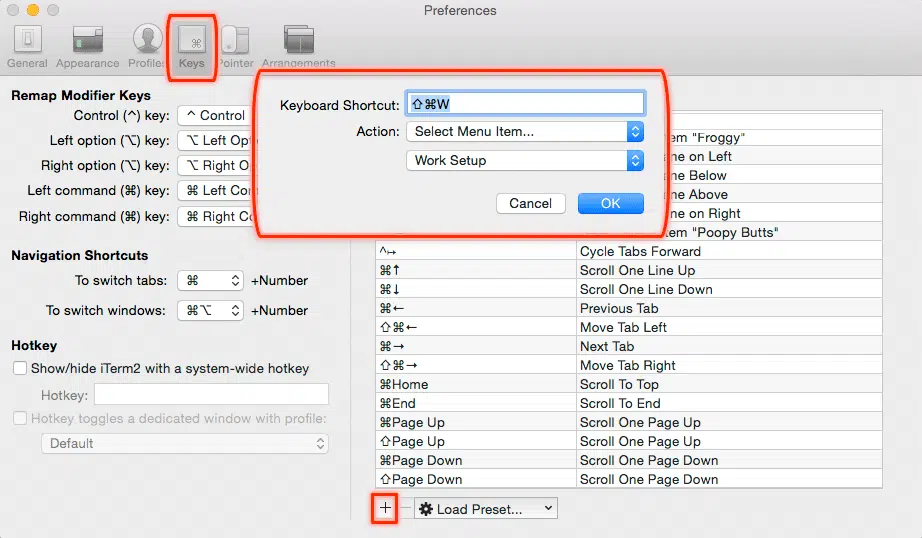 Preferences
General Appearance Profiles Keys Pointer Arrangements
Remap Modifier Keys
Control (^) key: ^ Control
Left option (⌥) key: ⌥ Left Opt
Right option (⌥) key: ⌥ Right O
Left command (⌘) key: ⌘ Left Co
Right command (⌘) key: ⌘ Right Co
Navigation Shortcuts
To switch tabs: ⌘ +Number
To switch windows: ⌘⌥ +Number
Hotkey
Show/hide iTerm2 with a system-wide hotkey
Hotkey:
Hotkey toggles a dedicated window with profile:
Default
Keyboard Shortcut: ⇧⌘W
Action: Select Menu Item...
Work Setup
Cancel OK
em "Froggy"
ne on Left
ne Below
ne Above
ne on Right
em "Poopy Butts"
^↦ Cycle Tabs Forward
⌘↑ Scroll One Line Up
⌘↓ Scroll One Line Down
⌘← Previous Tab
⇧⌘← Move Tab Left
⌘→ Next Tab
⇧⌘→ Move Tab Right
⌘Home Scroll To Top
⌘End Scroll To End
⌘Page Up Scroll One Page Up
⇧Page Up Scroll One Page Up
⌘Page Down Scroll One Page Down
⇧Page Down Scroll One Page Down
+ Load Preset...